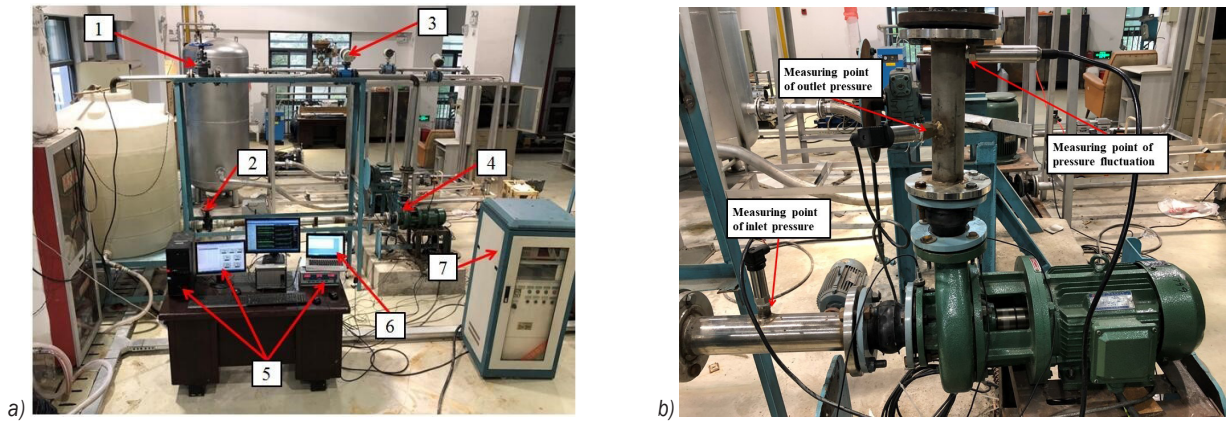 1
3
2
4
7
6
5
a)
Measuring point
of outlet pressure
Measuring point of
pressure fluctuation
Measuring point
of inlet pressure
b)